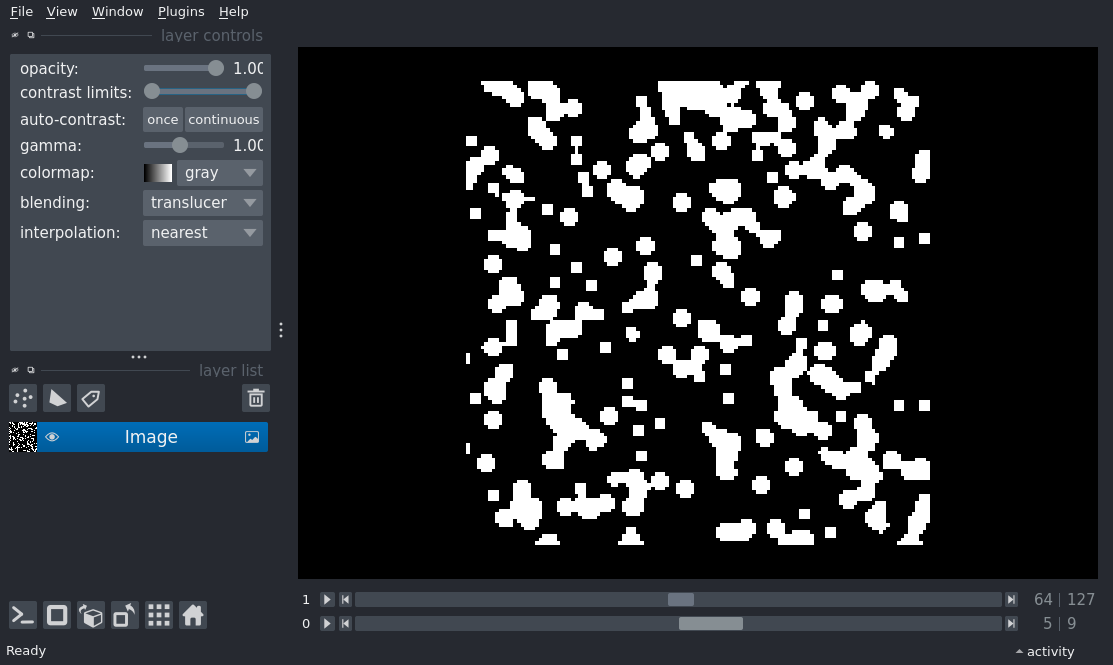 File View Window Plugins Help
layer controls
opacity: 1.00
contrast limits:
auto-contrast: once continuous
gamma: 1.00
colormap: gray
blending: translucer
interpolation: nearest
layer list
Image
1 64 | 127
0 5 | 9
Ready activity